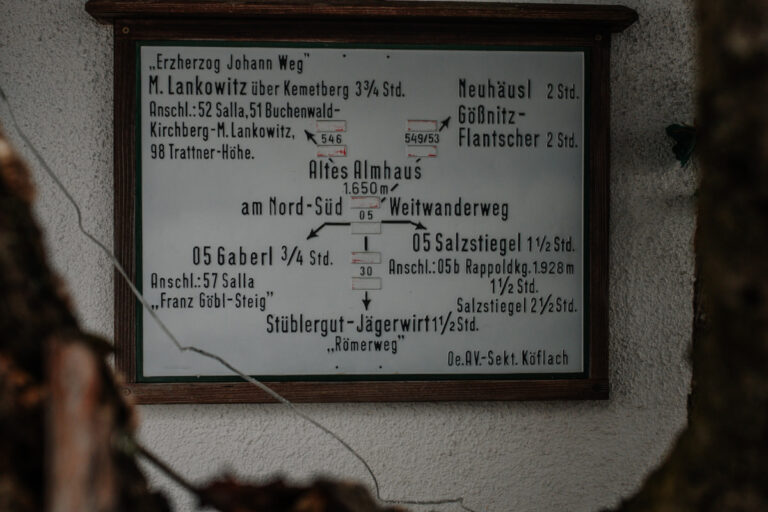 „Erzherzog Johann Weg"
M. Lankowitz über Kemetberg 3¾ Std.
Anschl.: 52 Salla, 51 Buchenwald-
Kirchberg-M. Lankowitz,
98 Trattner-Höhe.
Neuhäusl 2 Std.
Gößnitz-
Flantscher 2 Std.
546
549/53
Altes Almhaus
1.650 m
am Nord-Süd Weitwanderweg
05
05 Gaberl ¾ Std.
Anschl.: 57 Salla
„Franz Göbl-Steig"
05 Salzstiegel 1½ Std.
Anschl.: 05b Rappoldkg. 1.928 m
1½ Std.
Salzstiegel 2½ Std.
30
Stüblergut-Jägerwirt 1½ Std.
„Römerweg"
Oe.AV.-Sekt. Köflach